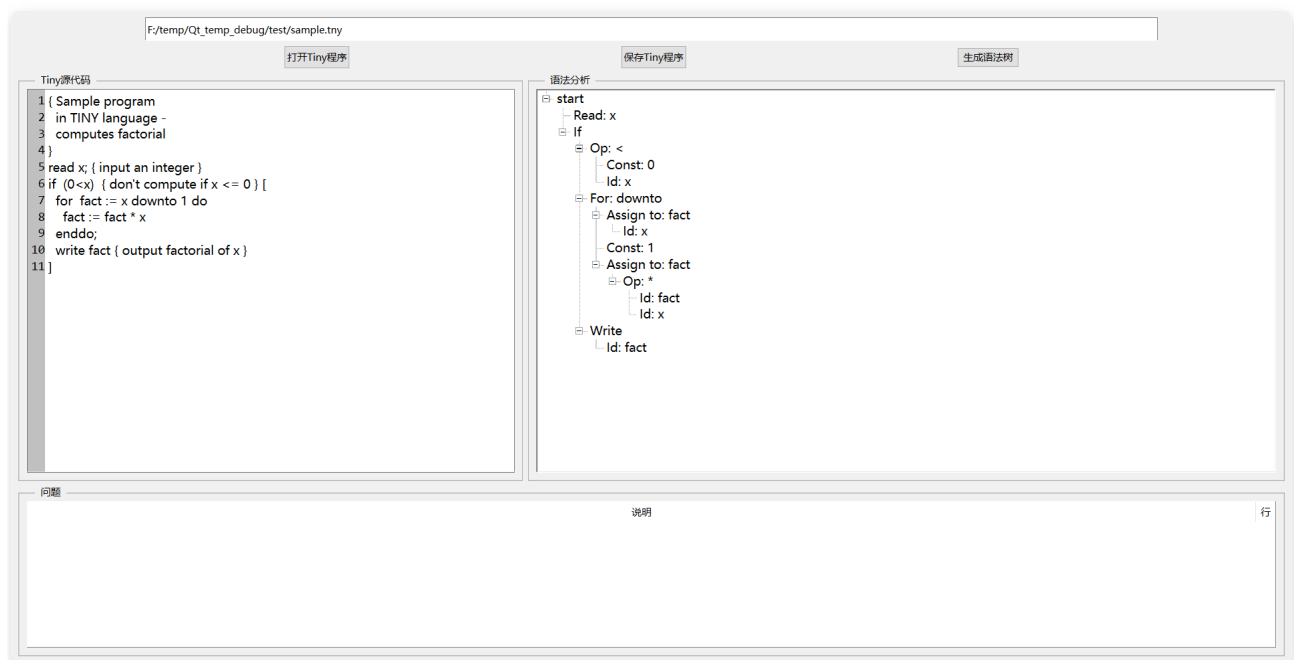 F:/temp/Qt_temp_debug/test/sample.tny
打开Tiny程序 保存Tiny程序 生成语法树
Tiny源代码
1 { Sample program
2 in TINY language -
3 computes factorial
4 }
5 read x; { input an integer }
6 if (0<x) { don't compute if x <= 0 } [
7 for fact := x downto 1 do
8 fact := fact * x
9 enddo;
10 write fact { output factorial of x }
11 ]
语法分析
start
Read: x
If
Op: <
Const: 0
Id: x
For: downto
Assign to: fact
Id: x
Const: 1
Assign to: fact
Op: *
Id: fact
Id: x
Write
Id: fact
问题
说明 行